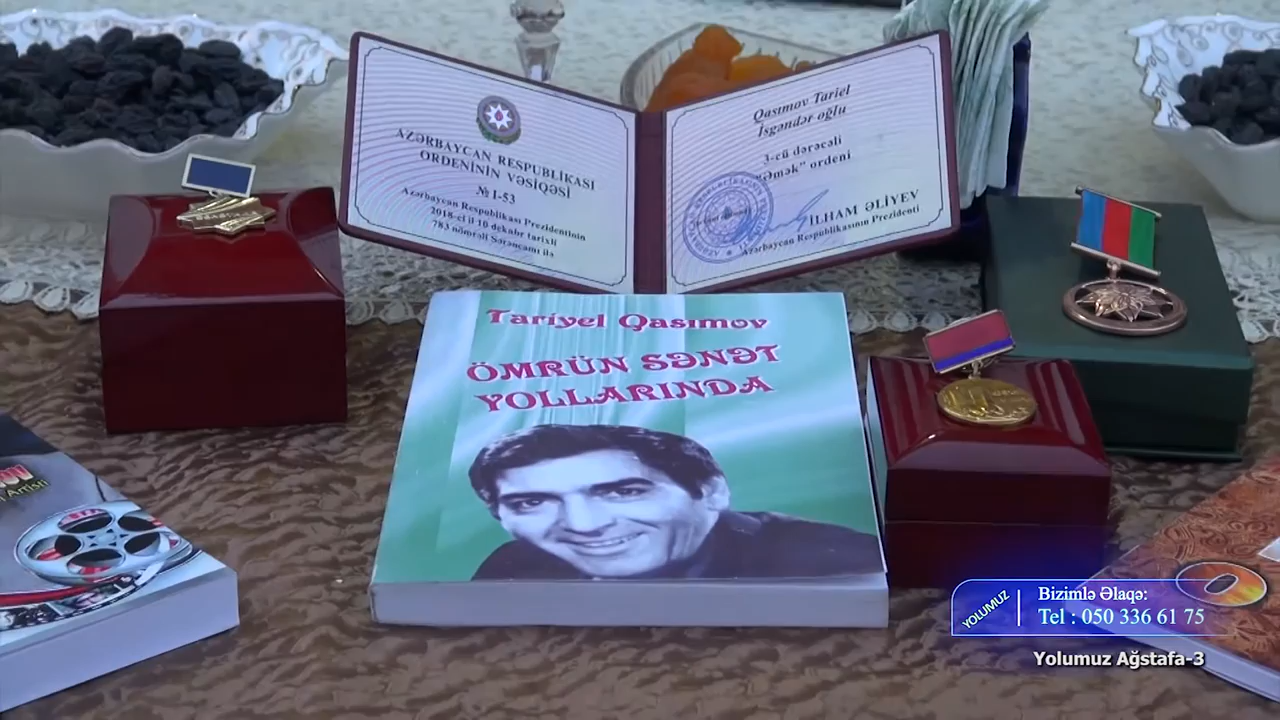 AZƏRBAYCAN RESPUBLIKASI
ORDENİNİN VƏSİQƏSİ
№ I-53
Azərbaycan Respublikası Prezidentinin
2018-ci il 10 dekabr tarixli
783 nömrəli Sərəncamı ilə
Qasımov Tariel
İsgəndər oğlu
3-cü dərəcəli
"Əmək" ordeni
İLHAM ƏLİYEV
Azərbaycan Respublikasının Prezidenti
Tariyel Qasımov
ÖMRÜN SƏNƏT
YOLLARINDA
YOLUMUZ
Bizimlə Əlaqə:
Tel : 050 336 61 75
Yolumuz Ağstafa-3